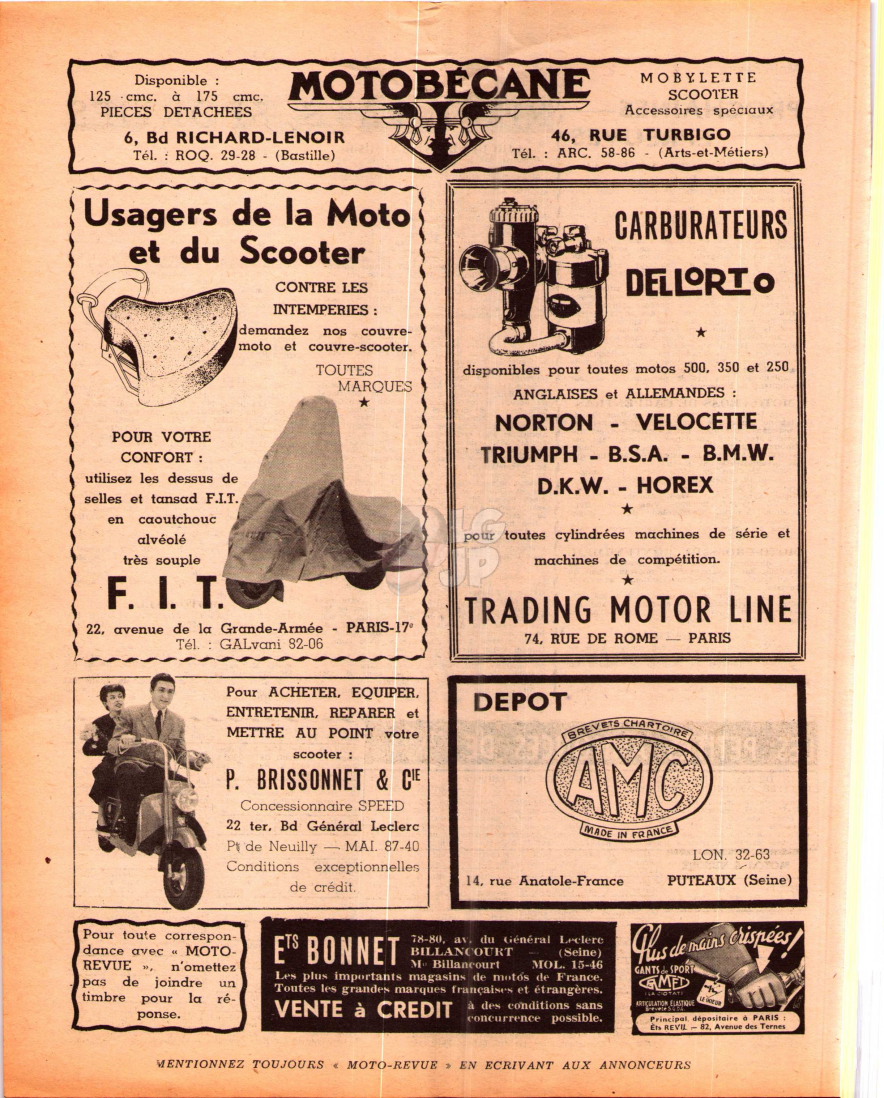 Disponible :
125 cmc. à 175 cmc.
PIECES DETACHEES
6, Bd RICHARD-LENOIR
Tél. : ROQ. 29-28 - (Bastille)
MOTOBÉCANE
MOBYLETTE
SCOOTER
Accessoires spéciaux
46, RUE TURBIGO
Tél. : ARC. 58-86 - (Arts-et-Métiers)
Usagers de la Moto
et du Scooter
CONTRE LES
INTEMPERIES :
demandez nos couvre-
moto et couvre-scooter.
TOUTES
MARQUES
★
POUR VOTRE
CONFORT :
utilisez les dessus de
selles et tansad F.I.T.
en caoutchouc
alvéolé
très souple
F. I. T.
22, avenue de la Grande-Armée - PARIS-17e
Tél. : GALvani 82-06
CARBURATEURS
DELLORTO
★
disponibles pour toutes motos 500, 350 et 250
ANGLAISES et ALLEMANDES :
NORTON - VELOCETTE
TRIUMPH - B.S.A. - B.M.W.
D.K.W. - HOREX
★
pour toutes cylindrées machines de série et
machines de compétition.
★
TRADING MOTOR LINE
74, RUE DE ROME — PARIS
LG
JP
Pour ACHETER, EQUIPER,
ENTRETENIR, REPARER et
METTRE AU POINT votre
scooter :
P. BRISSONNET & CIE
Concessionnaire SPEED
22 ter, Bd Général Leclerc
Pt de Neuilly — MAI. 87-40
Conditions exceptionnelles
de crédit.
DEPOT
BREVETS CHARTOIRE
AMC
MADE IN FRANCE
LON. 32-63
14, rue Anatole-France PUTEAUX (Seine)
Pour toute correspon-
dance avec « MOTO-
REVUE », n'omettez
pas de joindre un
timbre pour la ré-
ponse.
ETS BONNET
78-80, av. du Général Leclerc
BILLANCOURT — (Seine)
Mo Billancourt MOL. 15-46
Les plus importants magasins de motos de France.
Toutes les grandes marques françaises et étrangères.
VENTE à CREDIT
à des conditions sans
concurrence possible.
Plus de mains crispées!
GANTS de SPORT
GAMET
LA CIOTAT
ARTICULATION ELASTIQUE
Breveté S.G.D.G.
Principal dépositaire à PARIS :
Ets REVIL — 82, Avenue des Ternes
MENTIONNEZ TOUJOURS « MOTO-REVUE » EN ECRIVANT AUX ANNONCEURS